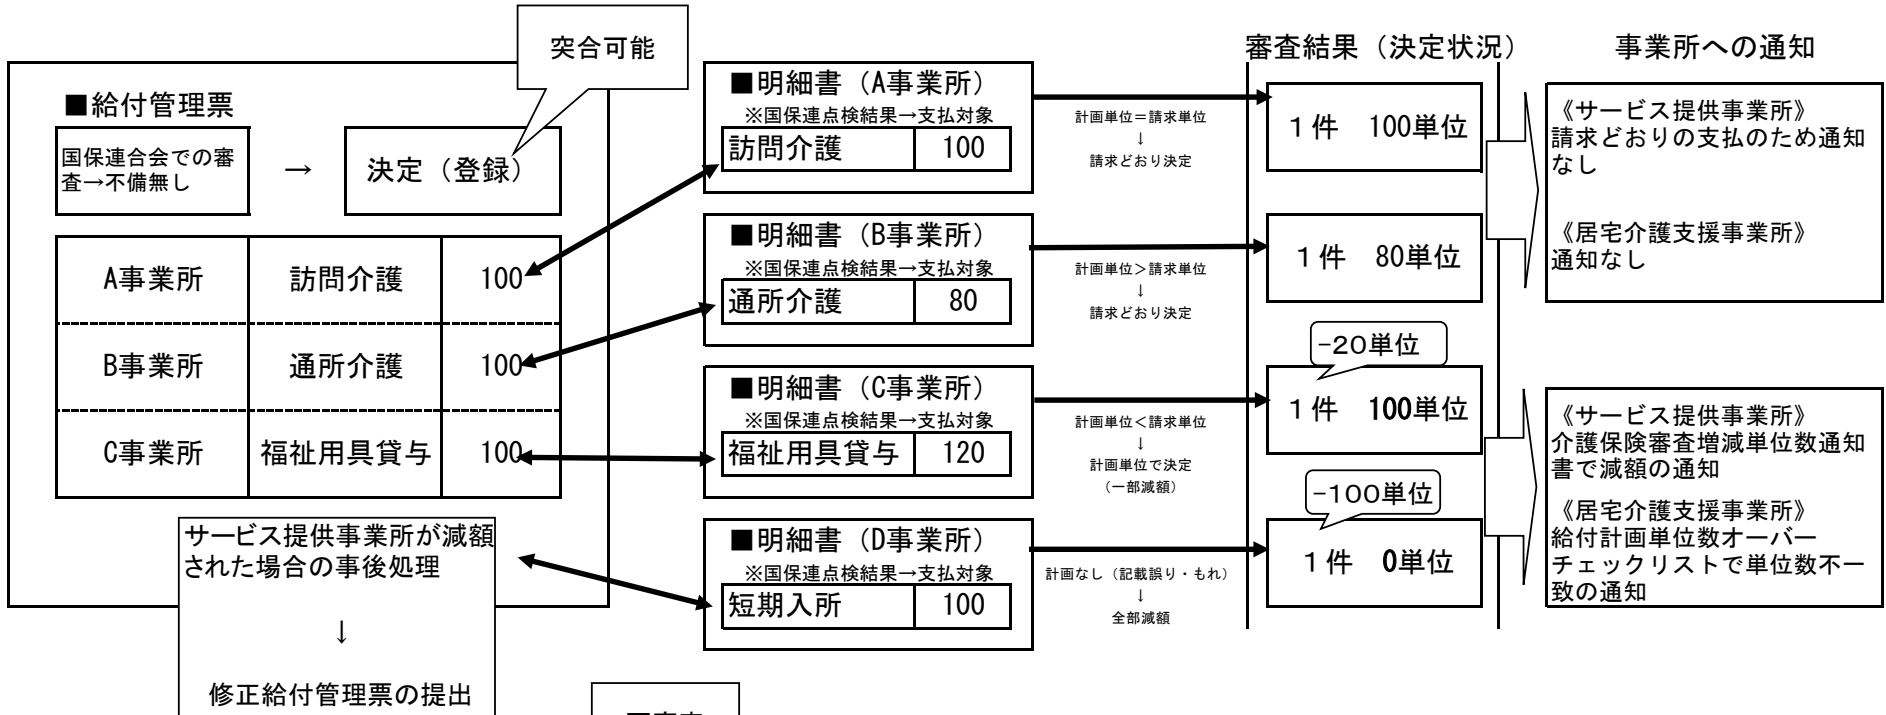 突合可能
■給付管理票
国保連合会での審
査→不備無し
→
決定（登録）
A事業所 訪問介護 100
B事業所 通所介護 100
C事業所 福祉用具貸与 100
サービス提供事業所が減額
された場合の事後処理
↓
修正給付管理票の提出
■明細書（A事業所）
※国保連点検結果→支払対象
訪問介護 100
■明細書（B事業所）
※国保連点検結果→支払対象
通所介護 80
■明細書（C事業所）
※国保連点検結果→支払対象
福祉用具貸与 120
■明細書（D事業所）
※国保連点検結果→支払対象
短期入所 100
計画単位＝請求単位
↓
請求どおり決定
計画単位＞請求単位
↓
請求どおり決定
計画単位＜請求単位
↓
計画単位で決定
（一部減額）
計画なし（記載誤り・もれ）
↓
全部減額
審査結果（決定状況）
１件　100単位
１件　80単位
-20単位
１件　100単位
-100単位
１件　0単位
事業所への通知
《サービス提供事業所》
請求どおりの支払のため通知
なし
《居宅介護支援事業所》
通知なし
《サービス提供事業所》
介護保険審査増減単位数通知
書で減額の通知
《居宅介護支援事業所》
給付計画単位数オーバー
チェックリストで単位数不一
致の通知